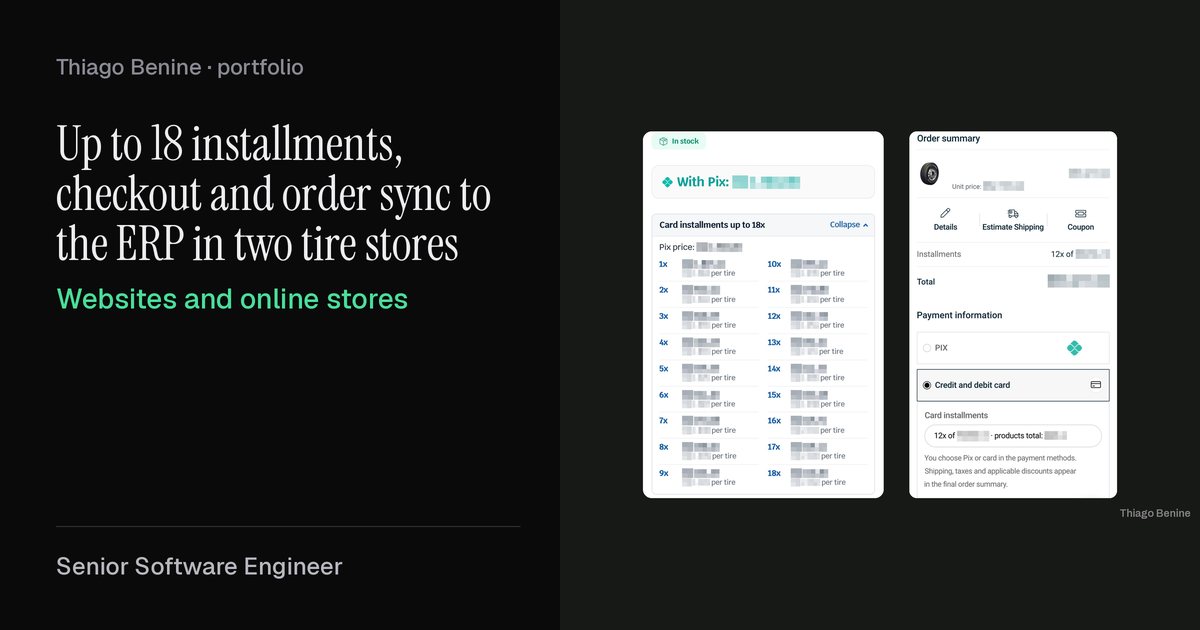 Thiago Benine · portfolio
Up to 18 installments,
checkout and order sync to
the ERP in two tire stores
Websites and online stores
Senior Software Engineer
In stock
With Pix:
Card installments up to 18x
Collapse
Pix price:
1x
per tire
10x
per tire
2x
per tire
11x
per tire
3x
per tire
12x
per tire
4x
per tire
13x
per tire
5x
per tire
14x
per tire
6x
per tire
15x
per tire
7x
per tire
16x
per tire
8x
per tire
17x
per tire
9x
per tire
18x
per tire
Order summary
Unit price:
Details
Estimate Shipping
Coupon
Installments
12x of
Total
Payment information
PIX
Credit and debit card
Card installments
12x of · products total:
You choose Pix or card in the payment methods.
Shipping, taxes and applicable discounts appear
in the final order summary.
Thiago Benine